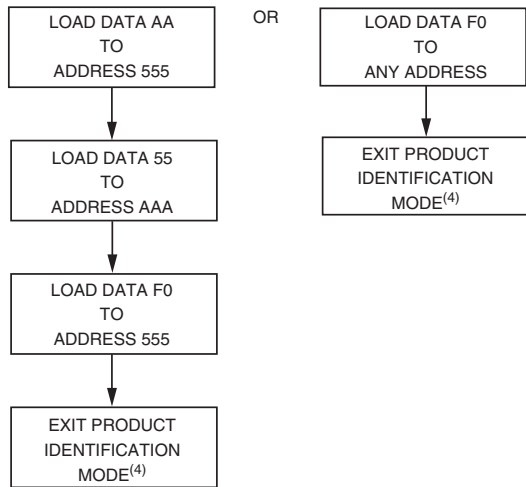 LOAD DATA AA
TO
ADDRESS 555
LOAD DATA 55
TO
ADDRESS AAA
LOAD DATA F0
TO
ADDRESS 555
EXIT PRODUCT
IDENTIFICATION
MODE(4)
OR
LOAD DATA F0
TO
ANY ADDRESS
EXIT PRODUCT
IDENTIFICATION
MODE(4)